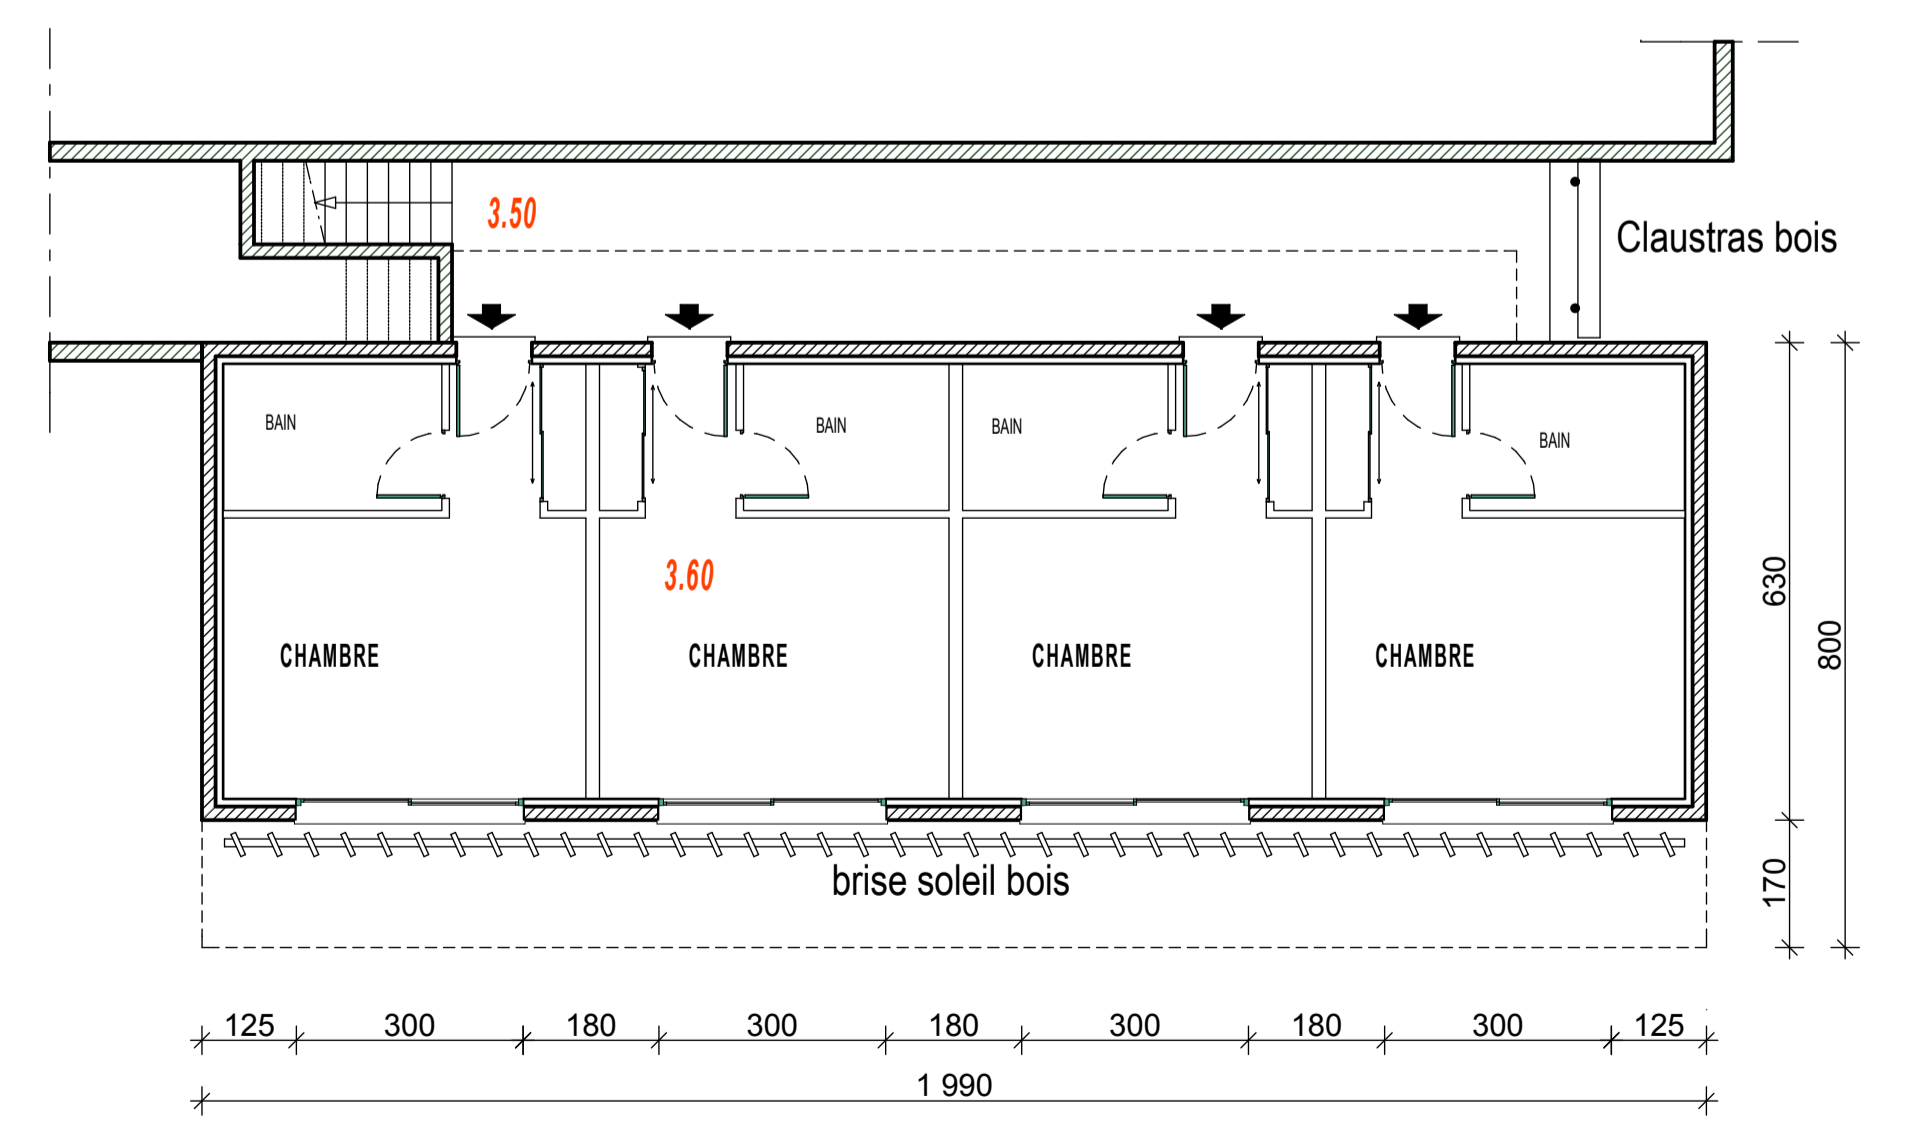 3.50
Claustras bois
BAIN
BAIN
BAIN
BAIN
3.60
630
800
CHAMBRE
CHAMBRE
CHAMBRE
CHAMBRE
brise soleil bois
170
125 300 180 300 180 300 180 300 125
1 990